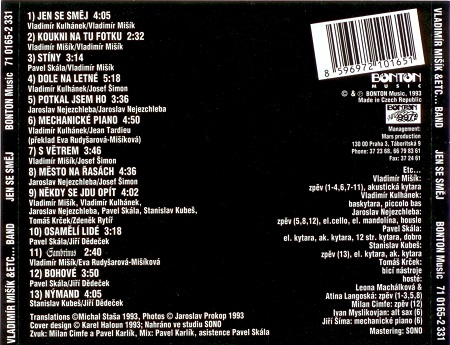 VLADIMÍR MIŠÍK &ETC... BAND JEN SE SMĚJ BONTON Music 71 0165-2 331
1) JEN SE SMĚJ 4:05
Vladimír Kulhánek/Vladimír Mišík
2) KOUKNI NA TU FOTKU 2:32
Vladimír Mišík/Vladimír Mišík
3) STÍNY 3:14
Pavel Skála/Vladimír Mišík
4) DOLE NA LETNÉ 5:18
Vladimír Kulhánek/Josef Šimon
5) POTKAL JSEM HO 3:36
Jaroslav Nejezchleba/Jaroslav Nejezchleba
6) MECHANICKÉ PIANO 4:50
Vladimír Kulhánek/Jean Tardieu
(překlad Eva Rudyšarová-Mišíková)
7) S VĚTREM 3:46
Vladimír Mišík/Josef Šimon
8) MĚSTO NA ŘASÁCH 4:34
Jaroslav Nejezchleba/Josef Šimon
9) NĚKDY SE JDU OPÍT 4:02
Vladimír Mišík, Vladimír Kulhánek,
Jaroslav Nejezchleba, Pavel Skála, Stanislav Kubeš,
Tomáš Krček/Zdeněk Rytíř
10) OSAMĚLÍ LIDÉ 3:18
Pavel Skála/Jiří Dědeček
11) Gambrinus 2:40
Vladimír Mišík/Eva Rudyšarová-Mišíková
12) BOHOVÉ 3:50
Pavel Skála/Jiří Dědeček
13) NÝMAND 4:05
Stanislav Kubeš/Jiří Dědeček
Translations ©Michal Staša 1993, Photos © Jaroslav Prokop 1993
Cover design © Karel Haloun 1993; Nahráno ve studiu SONO
Zvuk: Milan Cimfe a Pavel Karlík, Mix: Pavel Karlík, asistence Pavel Skála
8 596972 101651
BONTON
MUSIC
℗ & © BONTON Music, 1993
Made in Czech Republic
Management:
Mars production
130 00 Praha 3, Táboritská 9
Phone: 37 23 68, 66 79 83 61
Fax: 37 24 61
Etc...
Vladimír Mišík:
zpěv (1-4,6,7-11), akustická kytara
Vladimír Kulhánek:
baskytara, piccolo bas
Jaroslav Nejezchleba:
zpěv (5,8,12), el.cello, el. mandolína, housle
Pavel Skála:
el. kytara, ak. kytara, 12 str. kytara, dobro
Stanislav Kubeš:
zpěv (13), el. kytara, ak. kytara
Tomáš Krček:
bicí nástroje
hosté:
Leona Machálková &
Atina Langoská: zpěv (1-3,5,8)
Milan Cimfe: zpěv (12)
Ivan Myslikovjan: alt sax (6)
Jiří Šíma: mechanické piano (6)
Mastering: SONO
VLADIMÍR MIŠÍK &ETC... BAND JEN SE SMĚJ BONTON Music 71 0165-2 331